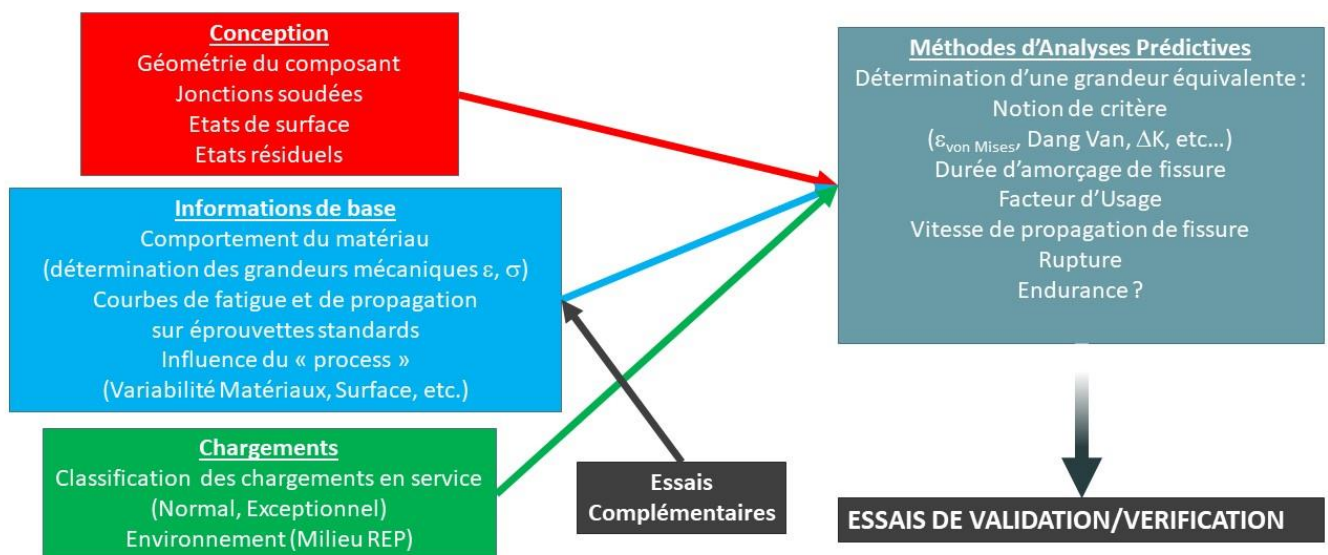 Conception
Géométrie du composant
Jonctions soudées
Etats de surface
Etats résiduels
Informations de base
Comportement du matériau
(détermination des grandeurs mécaniques ε, σ)
Courbes de fatigue et de propagation
sur éprouvettes standards
Influence du « process »
(Variabilité Matériaux, Surface, etc.)
Chargements
Classification des chargements en service
(Normal, Exceptionnel)
Environnement (Milieu REP)
Essais
Complémentaires
Méthodes d'Analyses Prédictives
Détermination d'une grandeur équivalente :
Notion de critère
(εvon Mises, Dang Van, ΔK, etc...)
Durée d'amorçage de fissure
Facteur d'Usage
Vitesse de propagation de fissure
Rupture
Endurance ?
ESSAIS DE VALIDATION/VERIFICATION